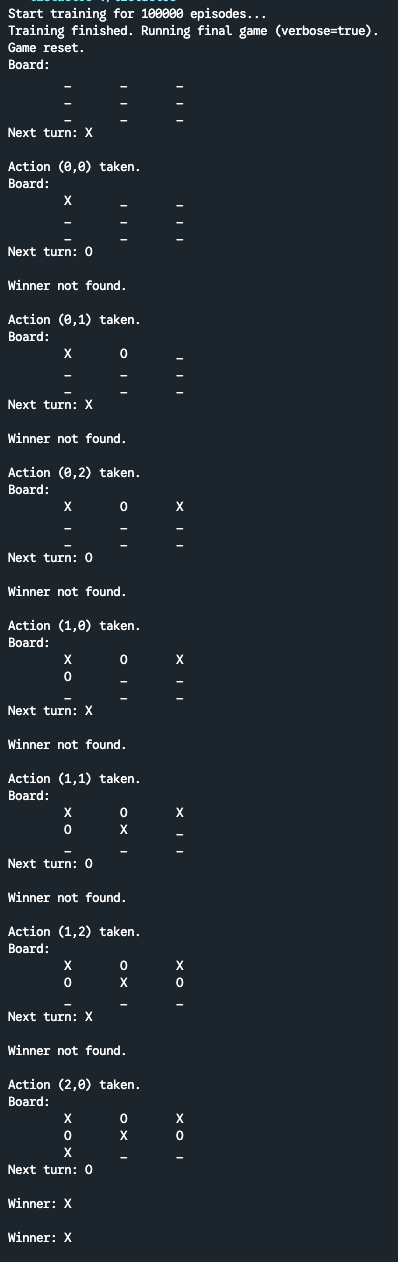 Start training for 100000 episodes...
Training finished. Running final game (verbose=true).
Game reset.
Board:
_ _ _
_ _ _
_ _ _
Next turn: X
Action (0,0) taken.
Board:
X _ _
_ _ _
_ _ _
Next turn: O
Winner not found.
Action (0,1) taken.
Board:
X O _
_ _ _
_ _ _
Next turn: X
Winner not found.
Action (0,2) taken.
Board:
X O X
_ _ _
_ _ _
Next turn: O
Winner not found.
Action (1,0) taken.
Board:
X O X
O _ _
_ _ _
Next turn: X
Winner not found.
Action (1,1) taken.
Board:
X O X
O X _
_ _ _
Next turn: O
Winner not found.
Action (1,2) taken.
Board:
X O X
O X O
_ _ _
Next turn: X
Winner not found.
Action (2,0) taken.
Board:
X O X
O X O
X _ _
Next turn: O
Winner: X
Winner: X